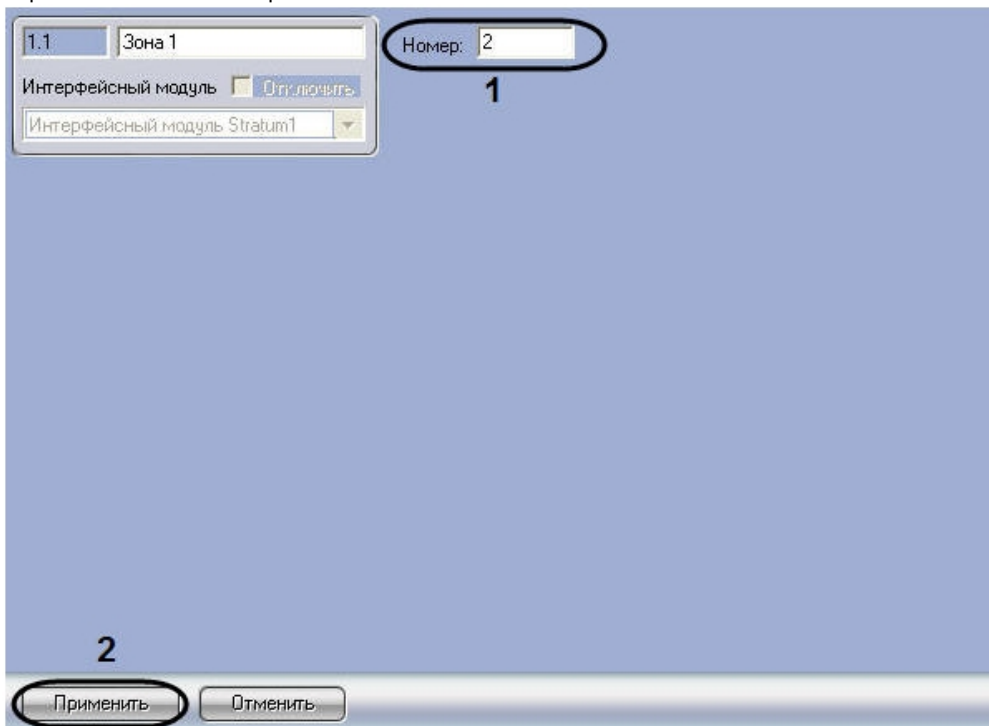 1.1 Зона 1
Номер: 2
1
Интерфейсный модуль Отключить
Интерфейсный модуль Stratum1
2
Применить Отменить